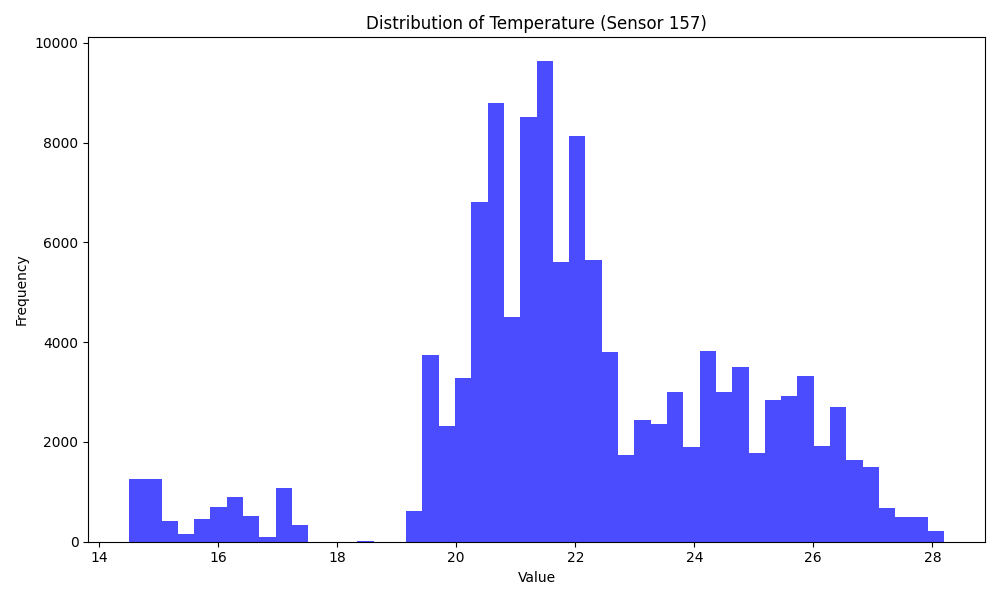 Distribution of Temperature (Sensor 157)
10000
8000
6000
4000
2000
0
Frequency
14 16 18 20 22 24 26 28
Value